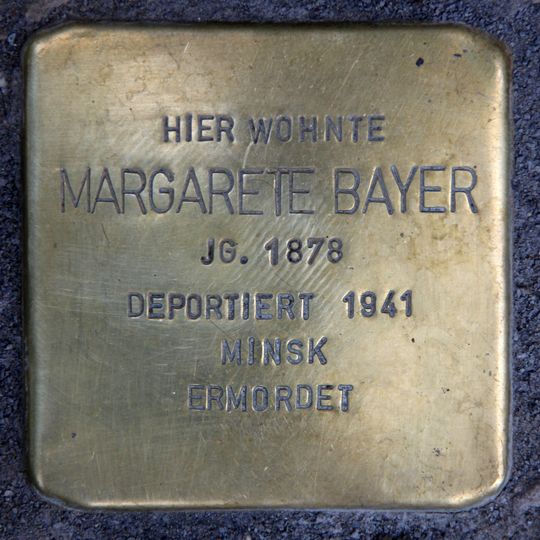 HIER WOHNTE
MARGARETE BAYER
JG. 1878
DEPORTIERT 1941
MINSK
ERMORDET